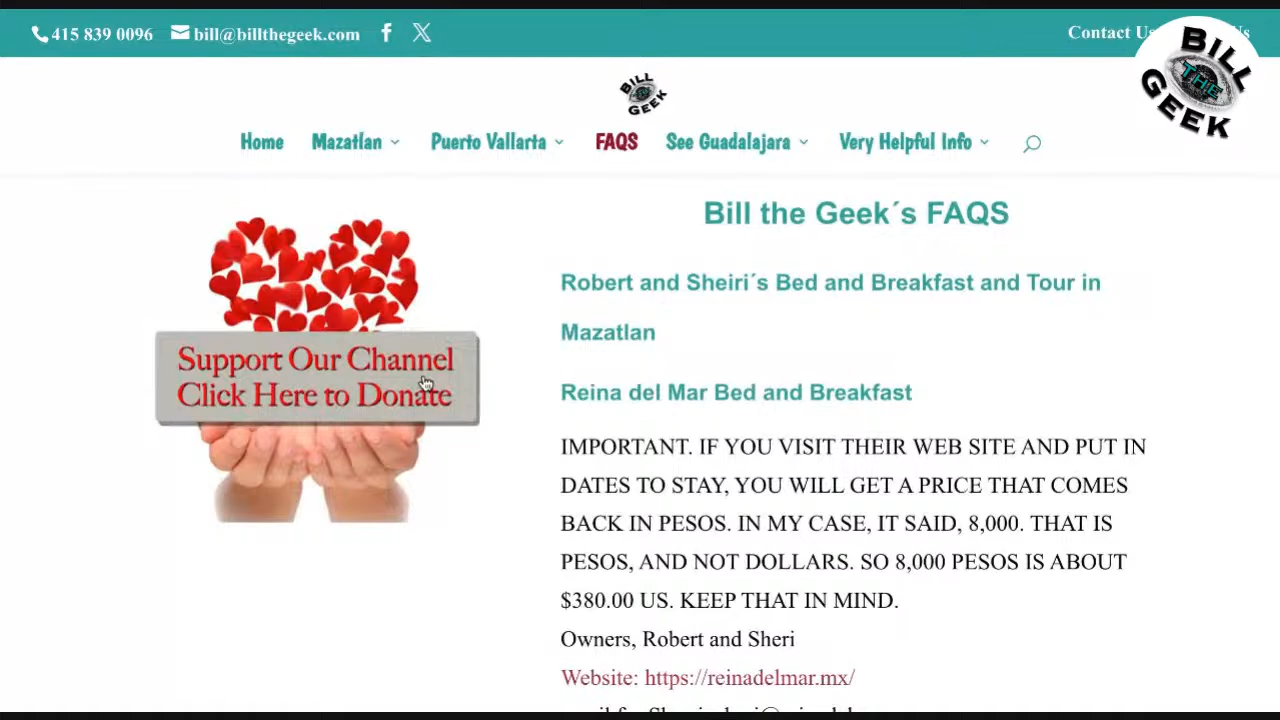 415 839 0096 bill@billthegeek.com Contact Us
BILL
THE
GEEK
BILL
GEEK
Home Mazatlan Puerto Vallarta FAQS See Guadalajara Very Helpful Info
Bill the Geek´s FAQS
Robert and Sheiri´s Bed and Breakfast and Tour in
Mazatlan
Support Our Channel
Click Here to Donate
Reina del Mar Bed and Breakfast
IMPORTANT. IF YOU VISIT THEIR WEB SITE AND PUT IN
DATES TO STAY, YOU WILL GET A PRICE THAT COMES
BACK IN PESOS. IN MY CASE, IT SAID, 8,000. THAT IS
PESOS, AND NOT DOLLARS. SO 8,000 PESOS IS ABOUT
$380.00 US. KEEP THAT IN MIND.
Owners, Robert and Sheri
Website: https://reinadelmar.mx/